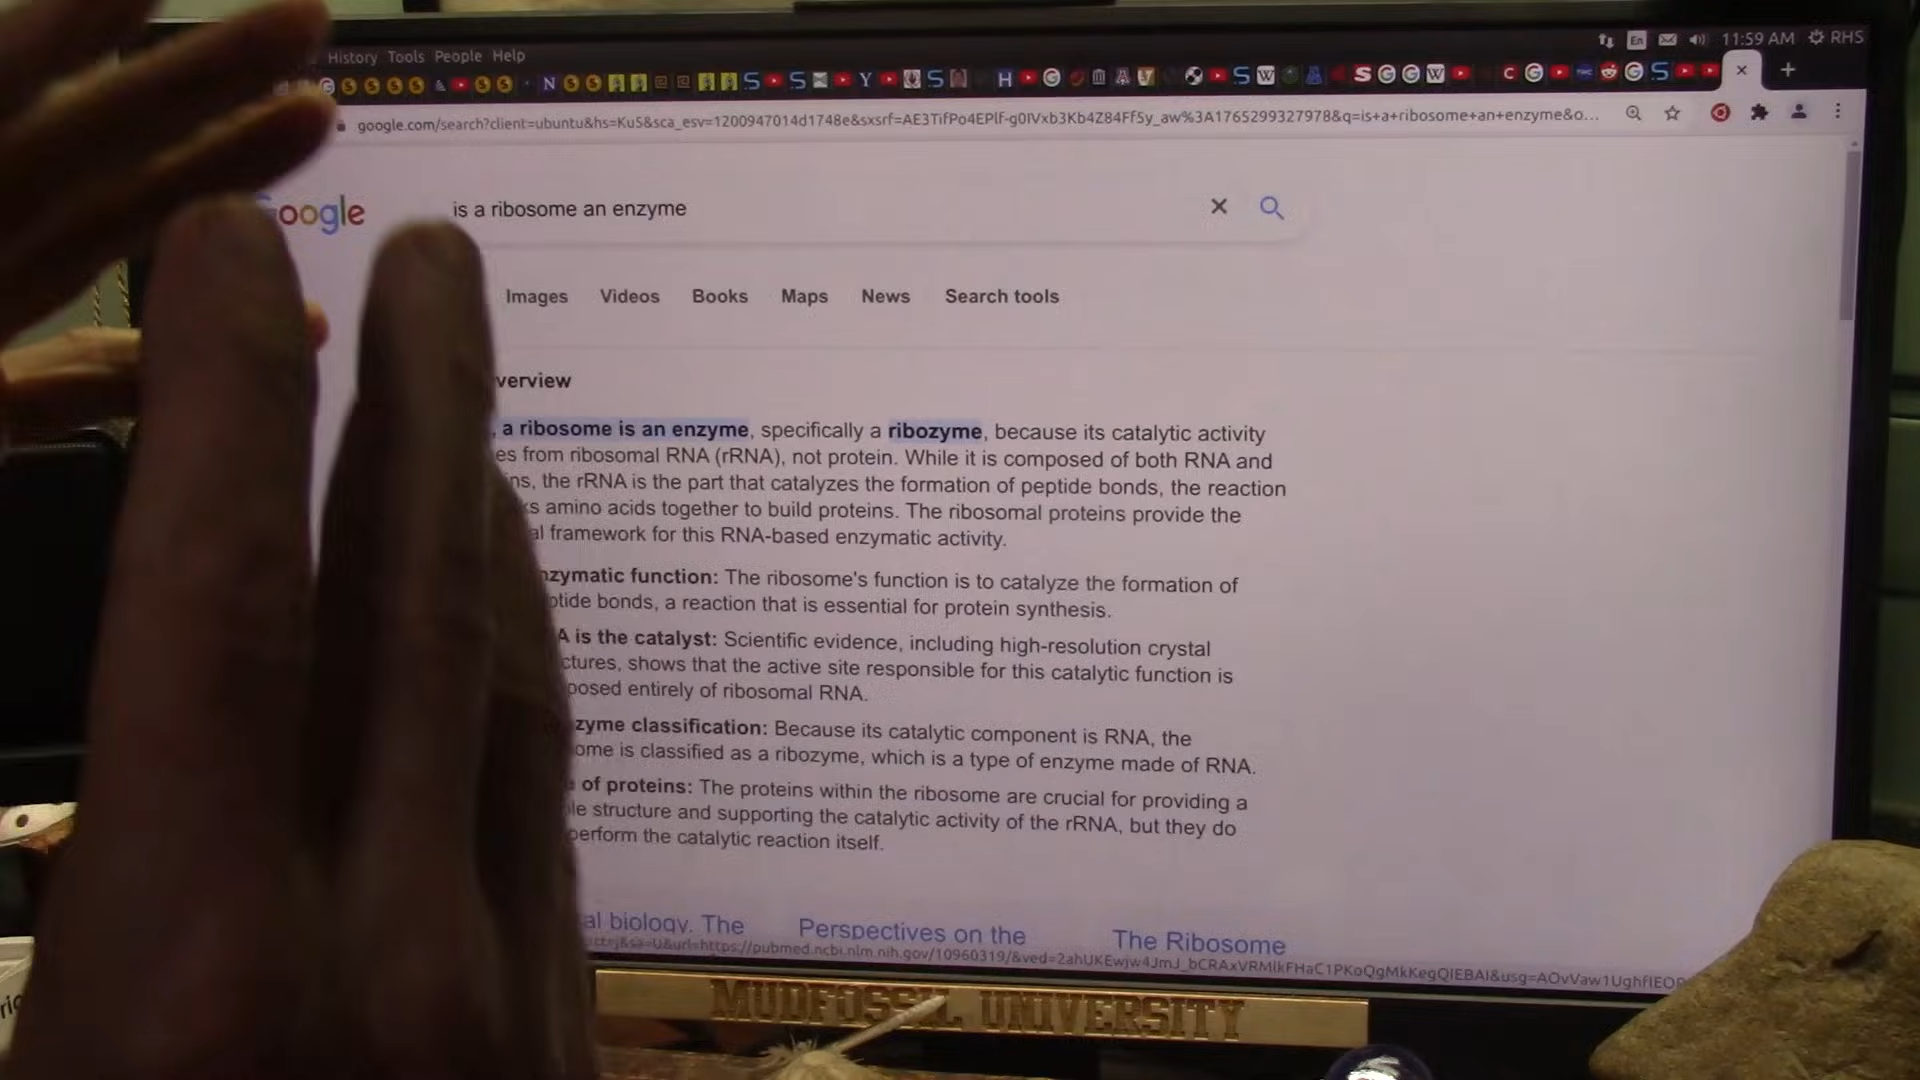 History Tools People Help
En 11:59 AM RHS
google.com/search?client=ubuntu&hs=Ku5&sca_esv=1200947014d1748e&sxsrf=AE3TifPo4EPlf-g0IVxb3Kb4Z84Ff5y_aw%3A1765299327978&q=is+a+ribosome+an+enzyme&o...
Google
is a ribosome an enzyme
Images Videos Books Maps News Search tools
verview
, a ribosome is an enzyme, specifically a ribozyme, because its catalytic activity
es from ribosomal RNA (rRNA), not protein. While it is composed of both RNA and
ns, the rRNA is the part that catalyzes the formation of peptide bonds, the reaction
ks amino acids together to build proteins. The ribosomal proteins provide the
al framework for this RNA-based enzymatic activity.
nzymatic function: The ribosome's function is to catalyze the formation of
ptide bonds, a reaction that is essential for protein synthesis.
A is the catalyst: Scientific evidence, including high-resolution crystal
ctures, shows that the active site responsible for this catalytic function is
posed entirely of ribosomal RNA.
zyme classification: Because its catalytic component is RNA, the
ome is classified as a ribozyme, which is a type of enzyme made of RNA.
of proteins: The proteins within the ribosome are crucial for providing a
le structure and supporting the catalytic activity of the rRNA, but they do
perform the catalytic reaction itself.
al biology. The
Perspectives on the
The Ribosome
MUDFOSSIL UNIVERSITY